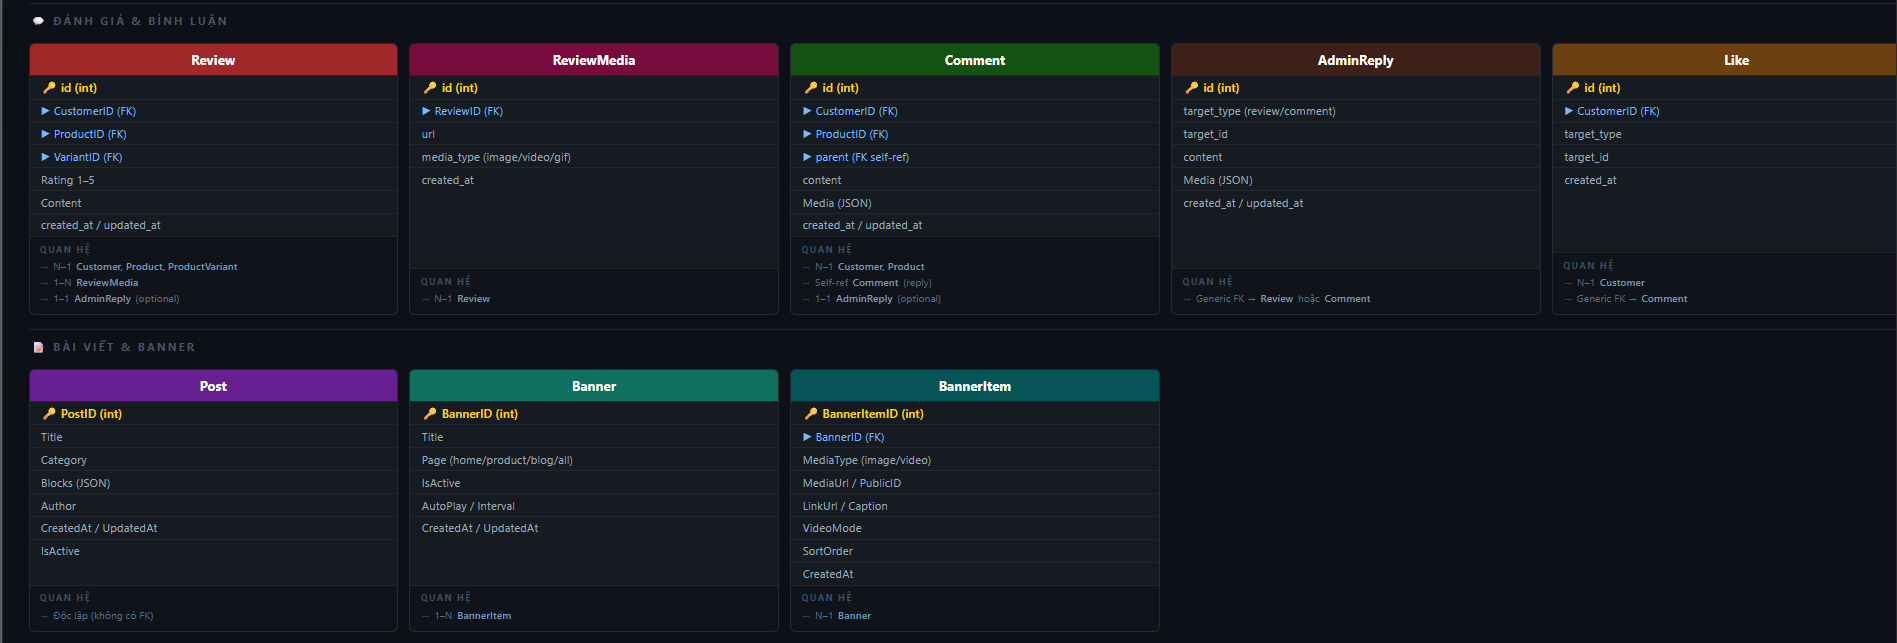 ĐÁNH GIÁ & BÌNH LUẬN
Review
id (int)
CustomerID (FK)
ProductID (FK)
VariantID (FK)
Rating 1–5
Content
created_at / updated_at
QUAN HỆ
→ N–1 Customer, Product, ProductVariant
→ 1–N ReviewMedia
→ 1–1 AdminReply (optional)
ReviewMedia
id (int)
ReviewID (FK)
url
media_type (image/video/gif)
created_at
QUAN HỆ
→ N–1 Review
Comment
id (int)
CustomerID (FK)
ProductID (FK)
parent (FK self-ref)
content
Media (JSON)
created_at / updated_at
QUAN HỆ
→ N–1 Customer, Product
→ Self-ref Comment (reply)
→ 1–1 AdminReply (optional)
AdminReply
id (int)
target_type (review/comment)
target_id
content
Media (JSON)
created_at / updated_at
QUAN HỆ
→ Generic FK → Review hoặc Comment
Like
id (int)
CustomerID (FK)
target_type
target_id
created_at
QUAN HỆ
→ N–1 Customer
→ Generic FK → Comment
BÀI VIẾT & BANNER
Post
PostID (int)
Title
Category
Blocks (JSON)
Author
CreatedAt / UpdatedAt
IsActive
QUAN HỆ
→ Độc lập (không có FK)
Banner
BannerID (int)
Title
Page (home/product/blog/all)
IsActive
AutoPlay / Interval
CreatedAt / UpdatedAt
QUAN HỆ
→ 1–N BannerItem
BannerItem
BannerItemID (int)
BannerID (FK)
MediaType (image/video)
MediaUrl / PublicID
LinkUrl / Caption
VideoMode
SortOrder
CreatedAt
QUAN HỆ
→ N–1 Banner